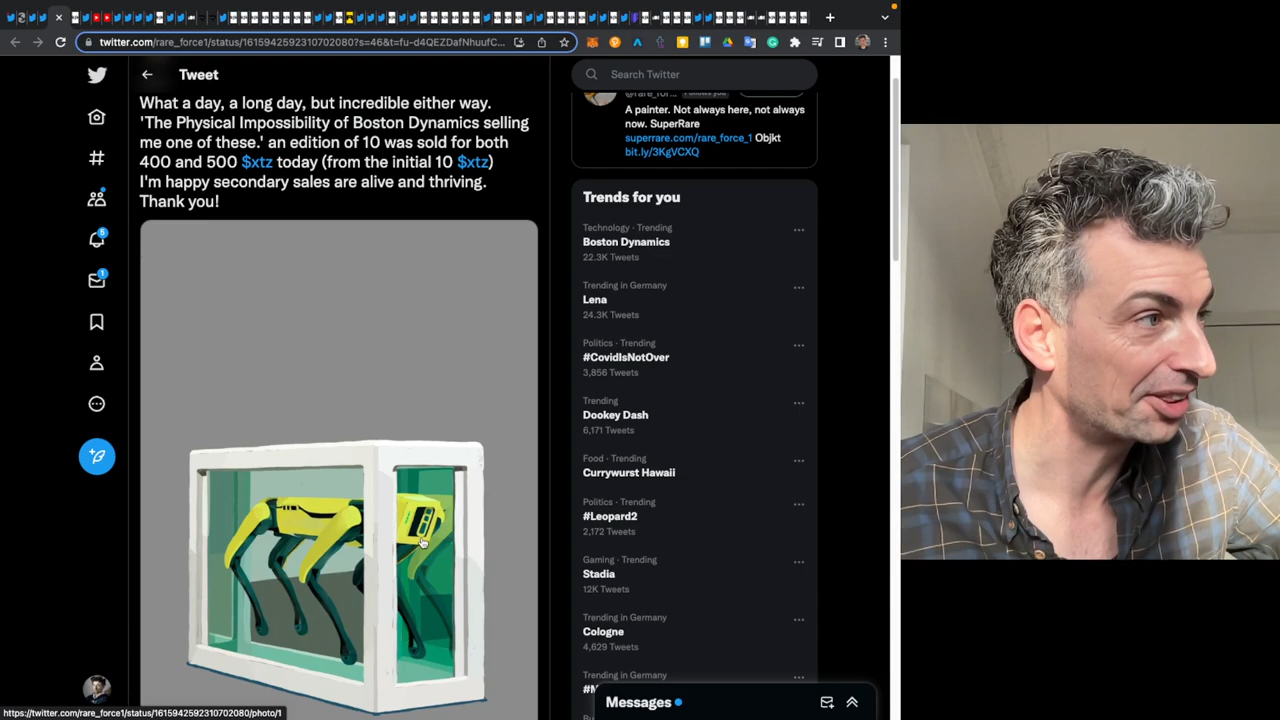 twitter.com/rare_force1/status/1615942592310702080?s=46&t=fu-d4QEZDafNhuufC...
Tweet
What a day, a long day, but incredible either way.
'The Physical Impossibility of Boston Dynamics selling
me one of these.' an edition of 10 was sold for both
400 and 500 $xtz today (from the initial 10 $xtz)
I'm happy secondary sales are alive and thriving.
Thank you!
Search Twitter
A painter. Not always here, not always
now. SuperRare
superrare.com/rare_force_1 Objkt
bit.ly/3KgVCXQ
Trends for you
Technology · Trending
Boston Dynamics
22.3K Tweets
Trending in Germany
Lena
24.3K Tweets
Politics · Trending
#CovidIsNotOver
3,856 Tweets
Trending
Dookey Dash
6,171 Tweets
Food · Trending
Currywurst Hawaii
Politics · Trending
#Leopard2
2,172 Tweets
Gaming · Trending
Stadia
12K Tweets
Trending in Germany
Cologne
4,629 Tweets
Trending in Germany
Messages
5
1
https://twitter.com/rare_force1/status/1615942592310702080/photo/1